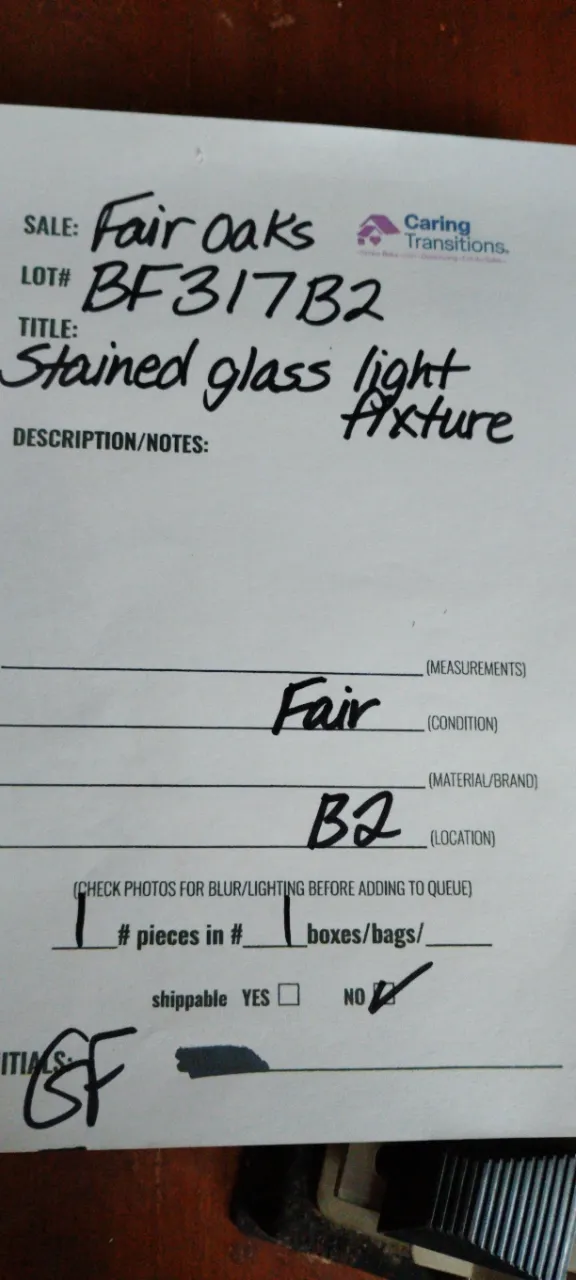 SALE: Fair oaks
Caring
Transitions.
LOT# BF317B2
TITLE:
Stained glass light
fixture
DESCRIPTION/NOTES:
(MEASUREMENTS)
Fair (CONDITION)
(MATERIAL/BRAND)
B2 (LOCATION)
(CHECK PHOTOS FOR BLUR/LIGHTING BEFORE ADDING TO QUEUE)
1 # pieces in # 1 boxes/bags/
shippable YES ☐ NO ☑
ITIALS: GF